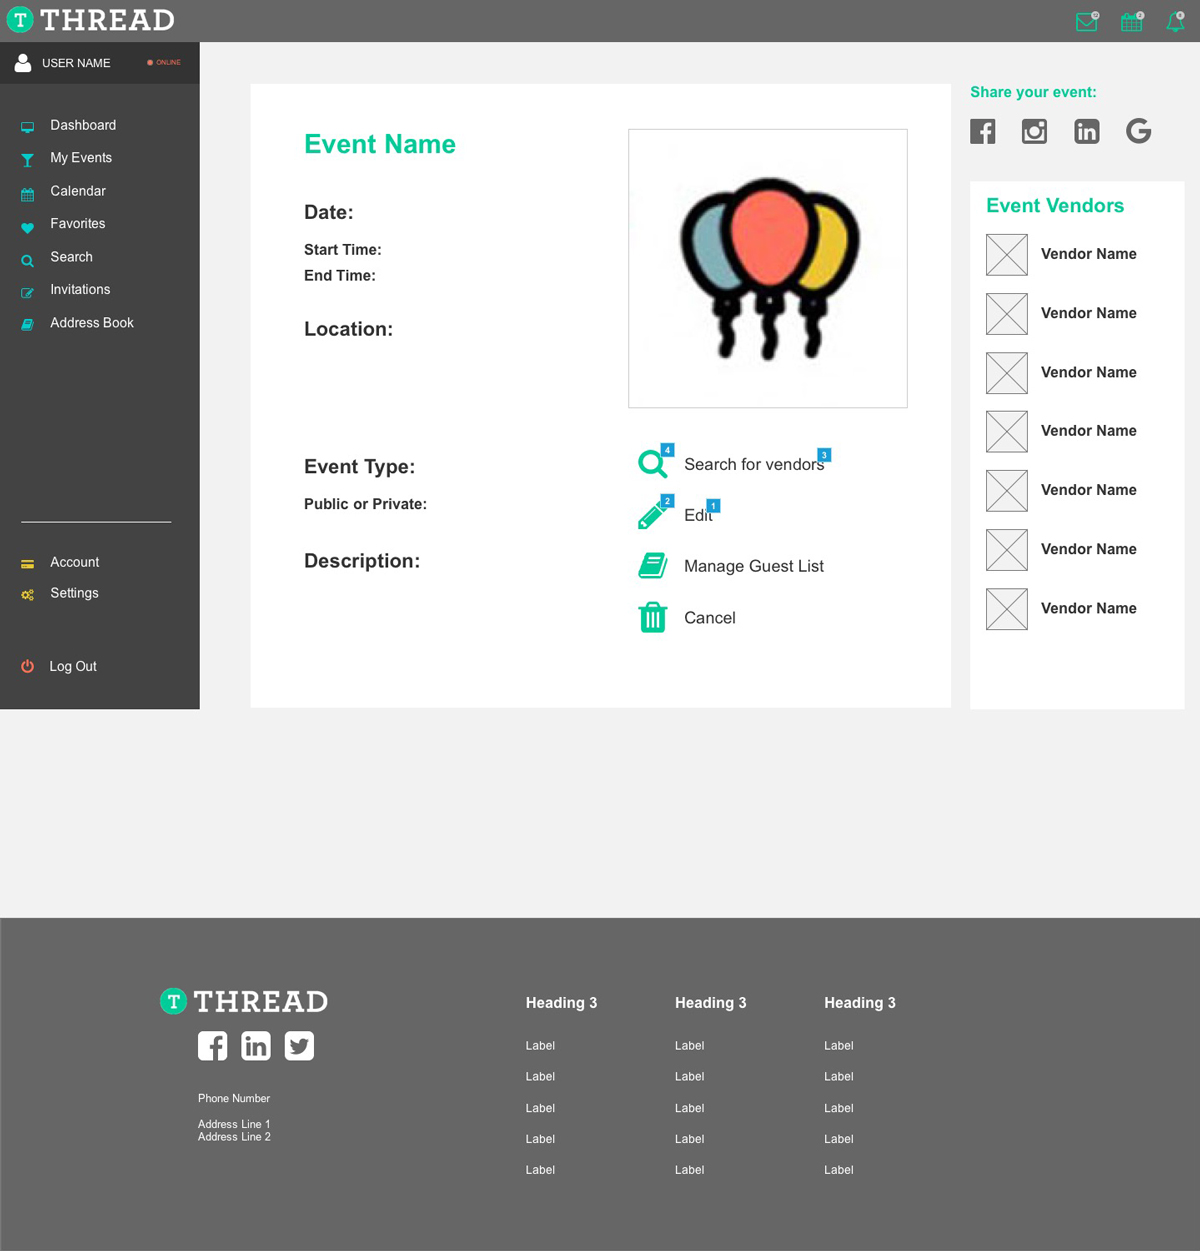 T THREAD
USER NAME
ONLINE
Dashboard
My Events
Calendar
Favorites
Search
Invitations
Address Book
Account
Settings
Log Out
Event Name
Date:
Start Time:
End Time:
Location:
Event Type:
Public or Private:
Description:
4
Search for vendors
3
2
Edit
1
Manage Guest List
Cancel
Share your event:
Event Vendors
Vendor Name
Vendor Name
Vendor Name
Vendor Name
Vendor Name
Vendor Name
Vendor Name
T THREAD
Phone Number
Address Line 1
Address Line 2
Heading 3
Label
Label
Label
Label
Label
Heading 3
Label
Label
Label
Label
Label
Heading 3
Label
Label
Label
Label
Label